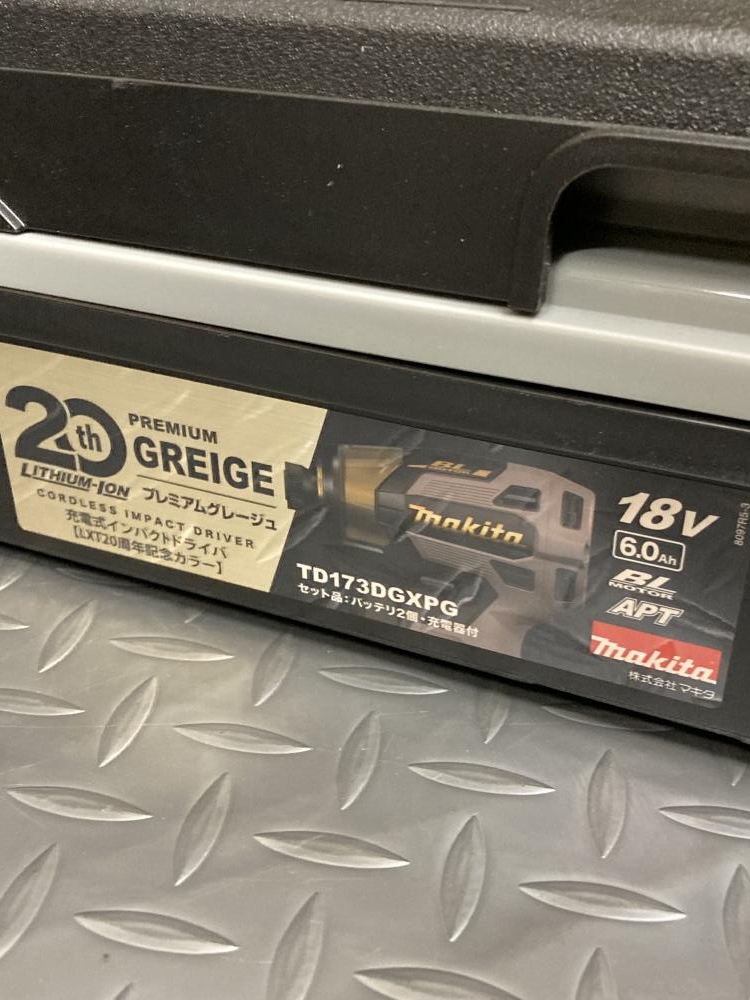 20th
LITHIUM-ION
PREMIUM
GREIGE
プレミアムグレージュ
CORDLESS IMPACT DRIVER
充電式インパクトドライバ
【LXT20周年記念カラー】
BL
makita
TD173DGXPG
セット品:バッテリ2個・充電器付
18V
6.0Ah
BL
MOTOR
APT
makita
株式会社マキタ
8097R5-3